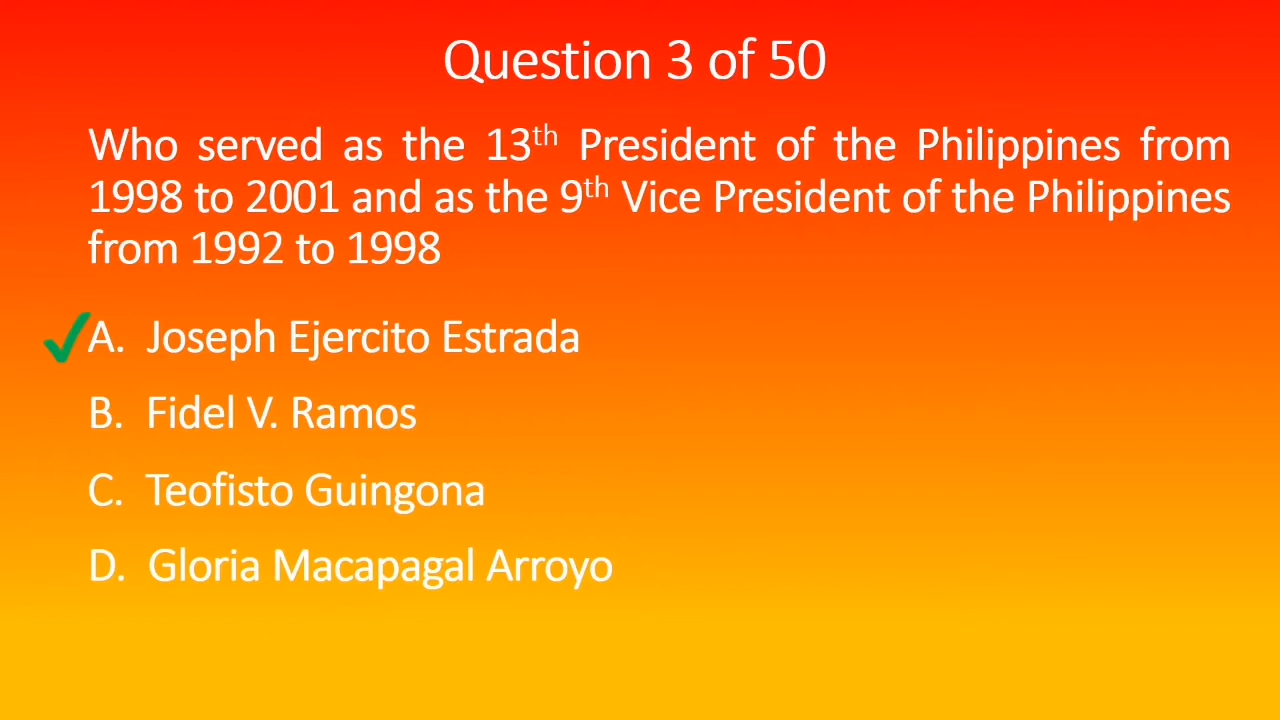 Question 3 of 50
Who served as the 13th President of the Philippines from
1998 to 2001 and as the 9th Vice President of the Philippines
from 1992 to 1998
A. Joseph Ejercito Estrada
B. Fidel V. Ramos
C. Teofisto Guingona
D. Gloria Macapagal Arroyo